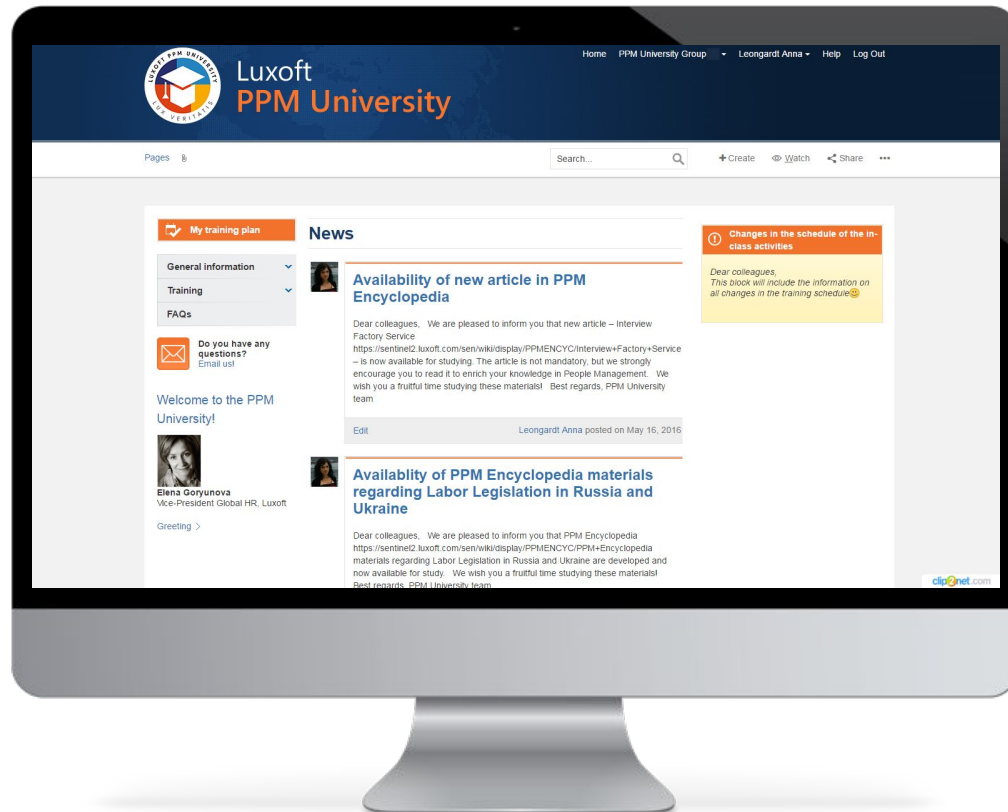 LUXOFT PPM UNIVERSITY
LUX VERITATIS
Luxoft
PPM University
Home PPM University Group Leongardt Anna Help Log Out
Pages
Search...
Create Watch Share
My training plan
General information
Training
FAQs
Do you have any
questions?
Email us!
Welcome to the PPM
University!
Elena Goryunova
Vice-President Global HR, Luxoft
Greeting >
News
Availability of new article in PPM
Encyclopedia
Dear colleagues, We are pleased to inform you that new article – Interview
Factory Service
https://sentinel2.luxoft.com/sen/wiki/display/PPMENCYC/Interview+Factory+Service
– is now available for studying. The article is not mandatory, but we strongly
encourage you to read it to enrich your knowledge in People Management. We
wish you a fruitful time studying these materials! Best regards, PPM University
team
Edit Leongardt Anna posted on May 16, 2016
Availablity of PPM Encyclopedia materials
regarding Labor Legislation in Russia and
Ukraine
Dear colleagues, We are pleased to inform you that PPM Encyclopedia
https://sentinel2.luxoft.com/sen/wiki/display/PPMENCYC/PPM+Encyclopedia
materials regarding Labor Legislation in Russia and Ukraine are developed and
now available for study. We wish you a fruitful time studying these materials!
Best regards, PPM University team
Changes in the schedule of the in-
class activities
Dear colleagues,
This block will include the information on
all changes in the training schedule
clip2net.com